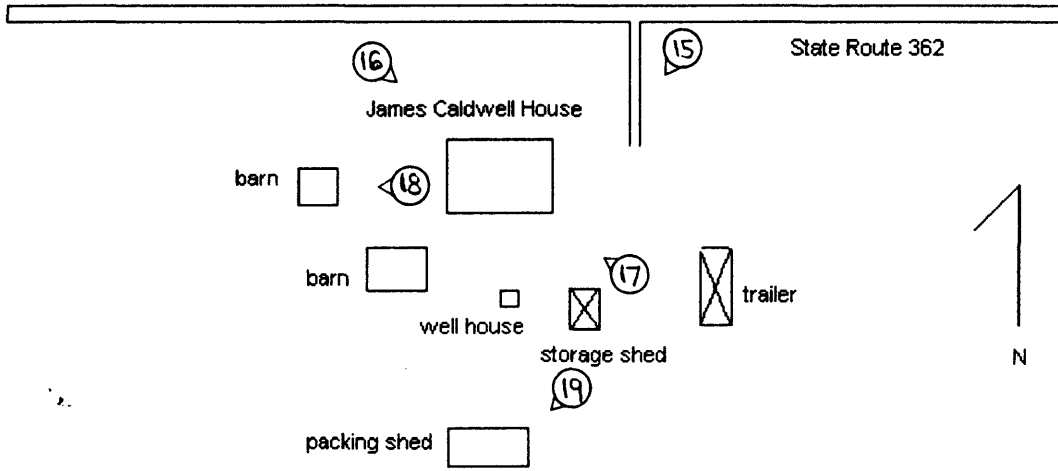 State Route 362
15
16
James Caldwell House
barn
18
barn
17
trailer
well house
storage shed
N
19
packing shed